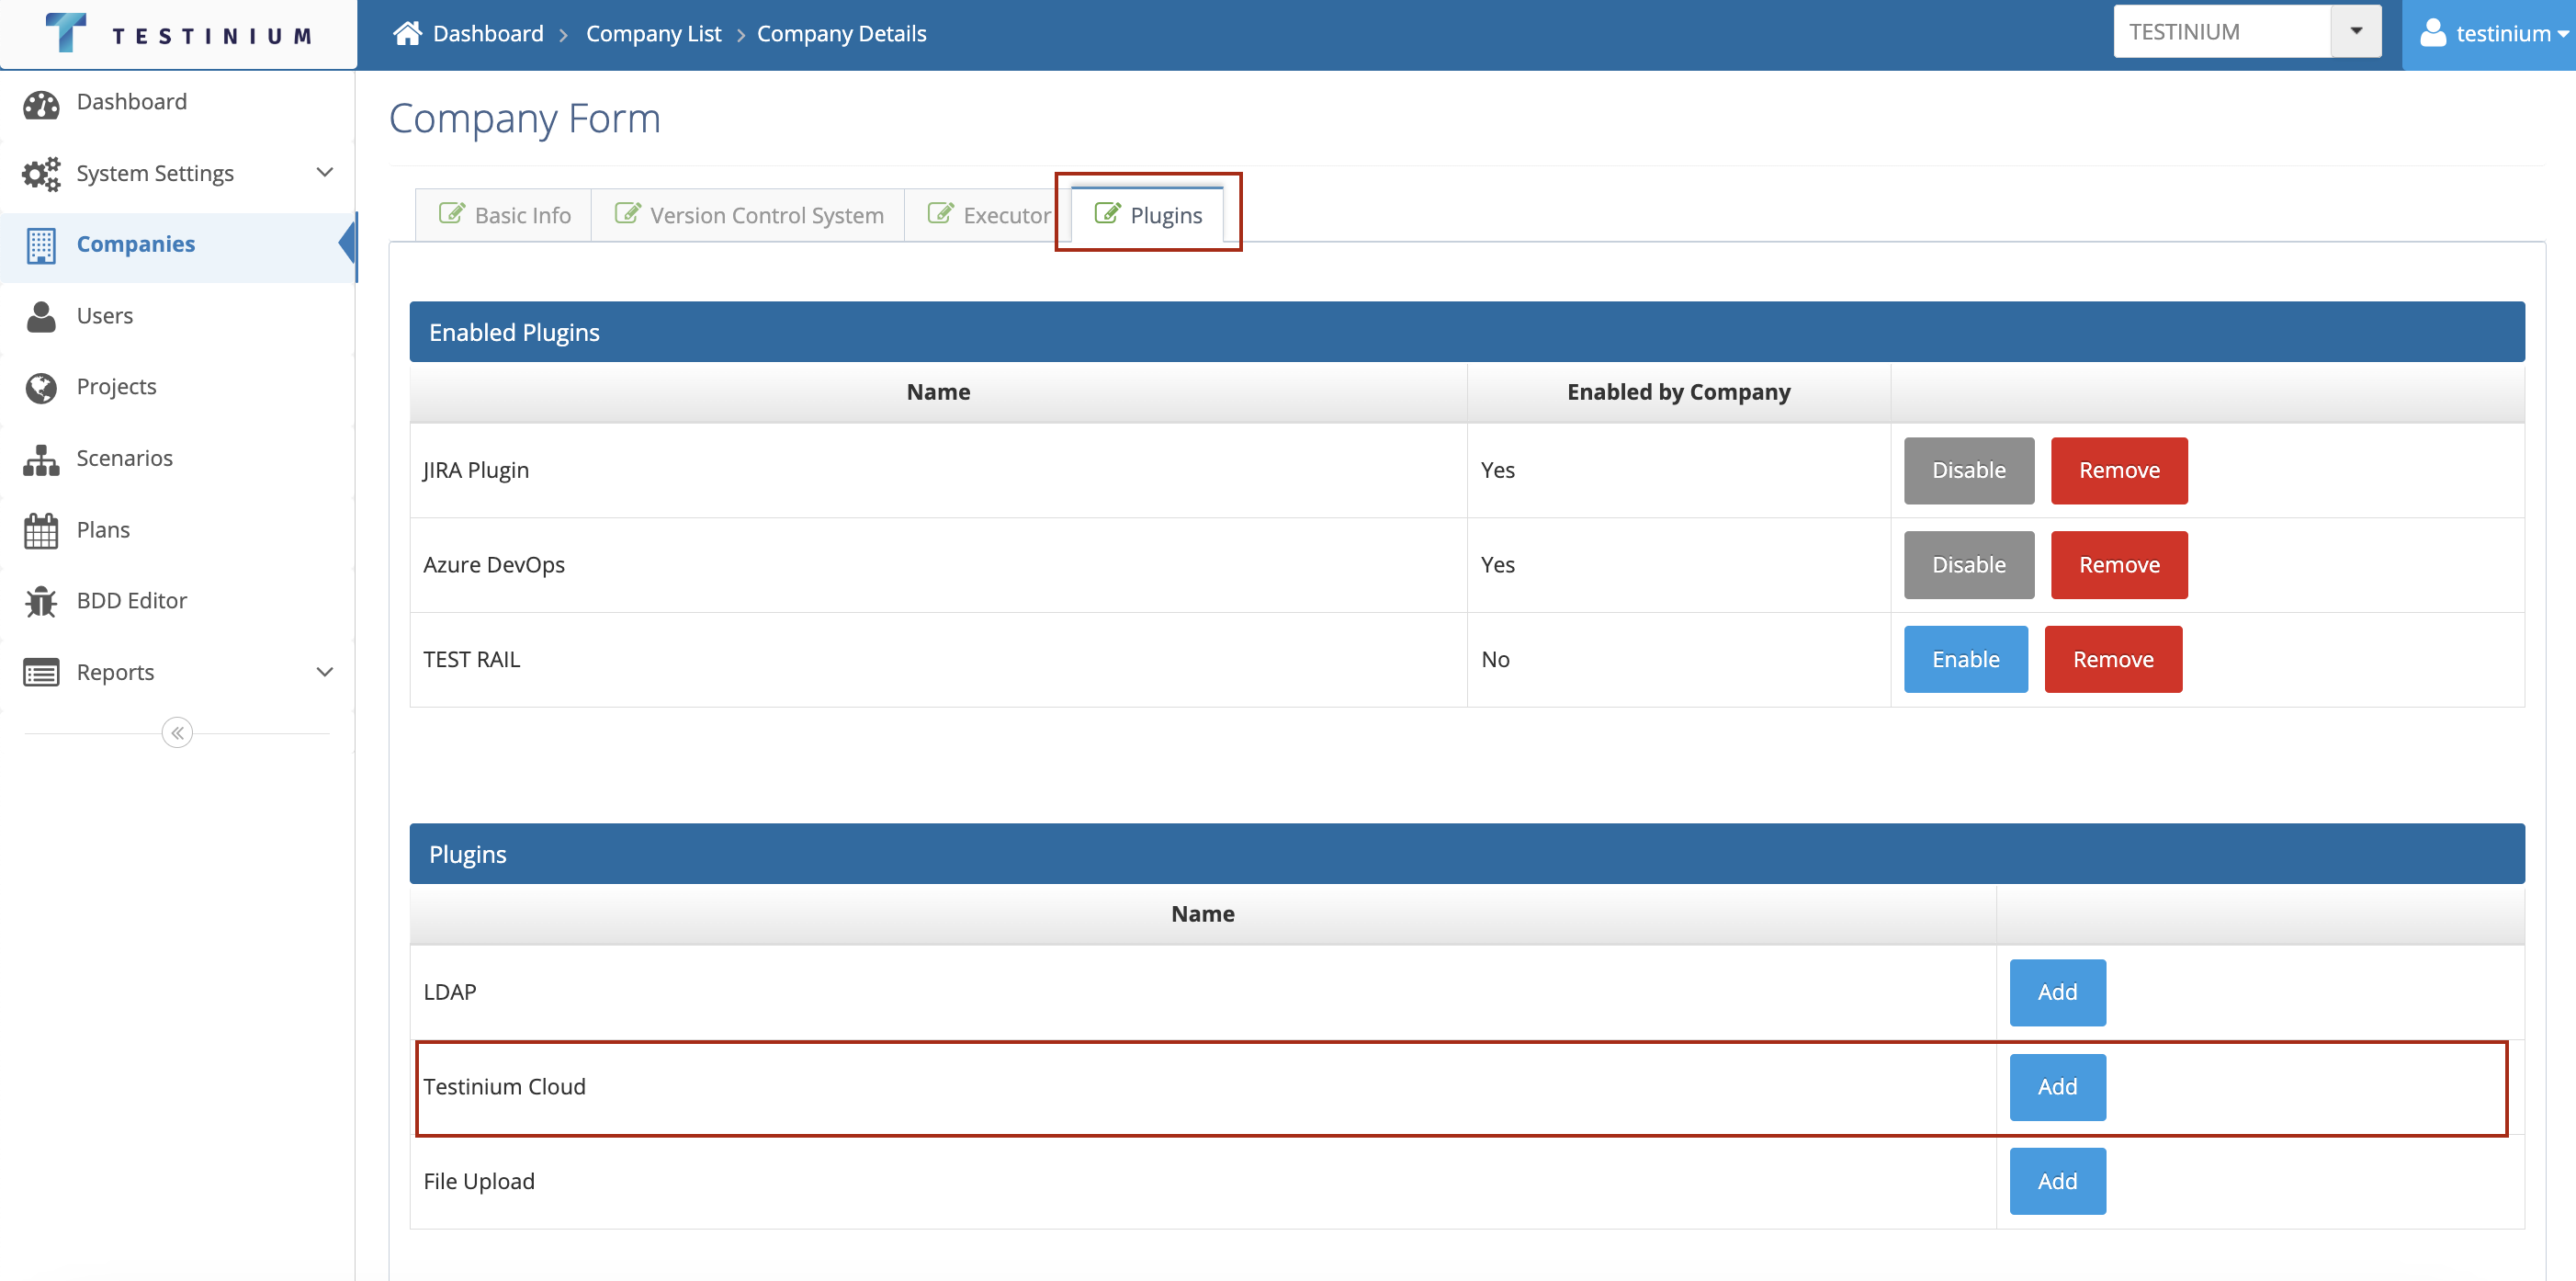 TESTINIUM
Dashboard
Company List
Company Details
TESTINIUM
testinium
Dashboard
System Settings
Companies
Users
Projects
Scenarios
Plans
BDD Editor
Reports
Company Form
Basic Info
Version Control System
Executor
Plugins
Enabled Plugins
Name
Enabled by Company
JIRA Plugin
Yes
Disable
Remove
Azure DevOps
Yes
Disable
Remove
TEST RAIL
No
Enable
Remove
Plugins
Name
LDAP
Add
Testinium Cloud
Add
File Upload
Add